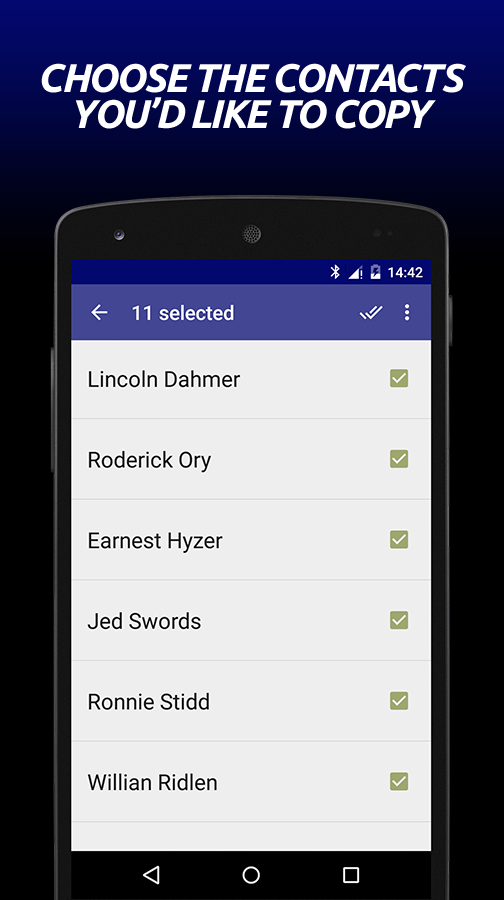 CHOOSE THE CONTACTS
YOU'D LIKE TO COPY
14:42
11 selected
Lincoln Dahmer
Roderick Ory
Earnest Hyzer
Jed Swords
Ronnie Stidd
Willian Ridlen